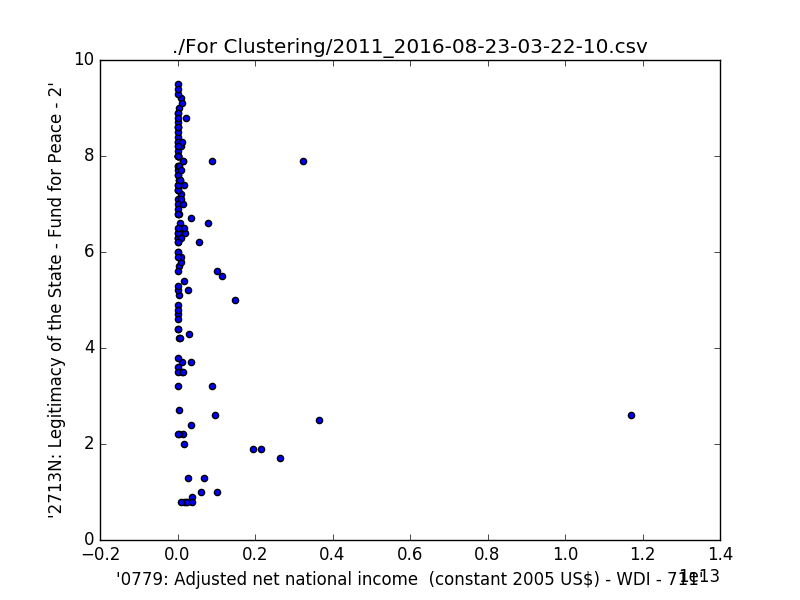 ./For Clustering/2011_2016-08-23-03-22-10.csv
'2713N: Legitimacy of the State - Fund for Peace - 2'
10
8
6
4
2
0
−0.2 0.0 0.2 0.4 0.6 0.8 1.0 1.2 1.4
1e13
'0779: Adjusted net national income (constant 2005 US$) - WDI - 711'